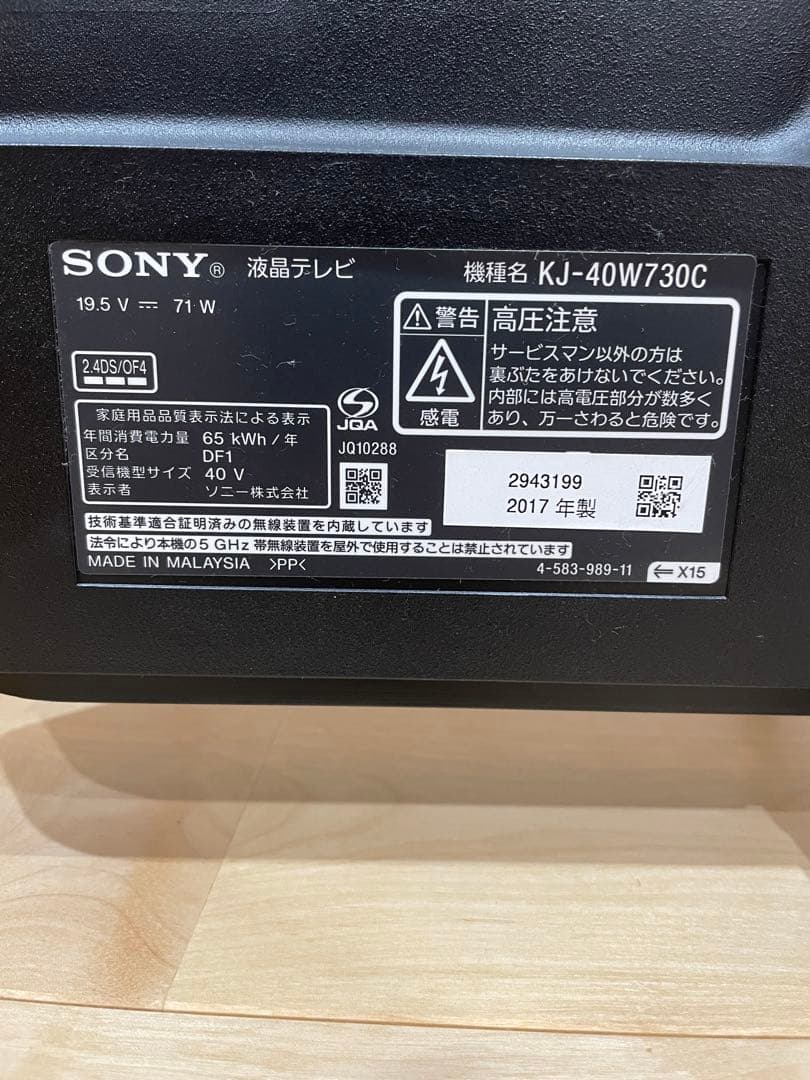 SONY® 液晶テレビ 機種名 KJ-40W730C
19.5 V ⎓ 71 W
2.4DS/OF4
⚠警告 高圧注意
サービスマン以外の方は
裏ぶたをあけないでください。
内部には高電圧部分が数多く
あり、万一さわると危険です。
感電
家庭用品品質表示法による表示
年間消費電力量 65 kWh / 年
区分名 DF1
受信機型サイズ 40 V
表示者 ソニー株式会社
JQA
JQ10288
2943199
2017 年製
技術基準適合証明済みの無線装置を内蔵しています
法令により本機の5 GHz 帯無線装置を屋外で使用することは禁止されています
MADE IN MALAYSIA >PP<
4-583-989-11 ⇐ X15